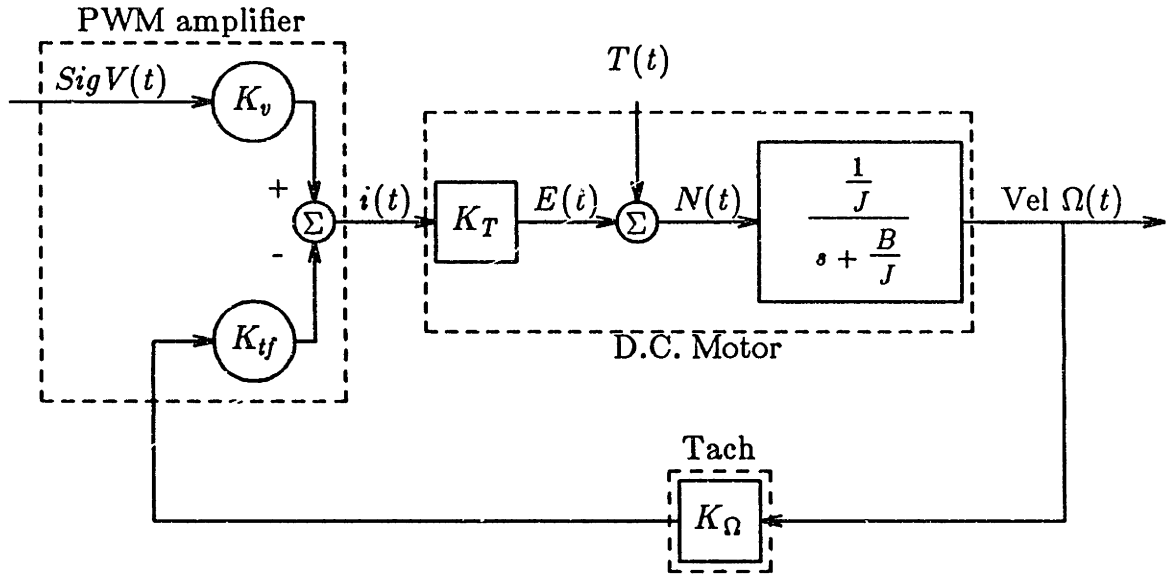 PWM amplifier
SigV(t)
K_v
T(t)
+
i(t)
K_T
E(t)
Σ
N(t)
1
J
s + B
J
Vel Ω(t)
Σ
-
K_tf
D.C. Motor
Tach
K_Ω